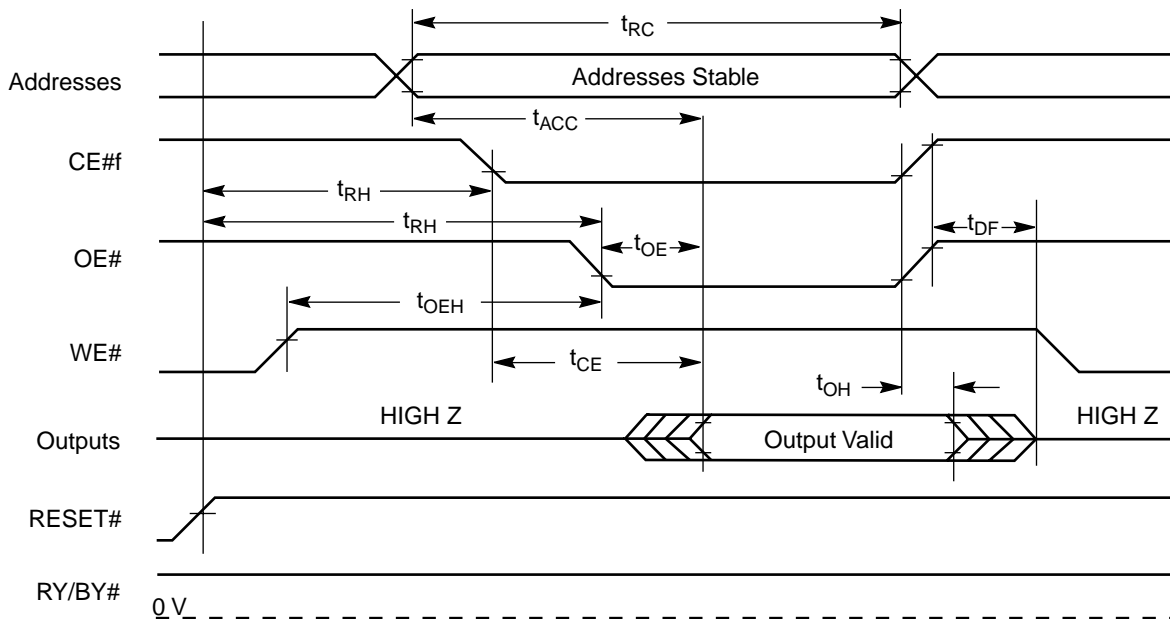 tRC
Addresses
Addresses Stable
tACC
CE#f
tRH
tRH
tOE
tDF
OE#
tOEH
WE#
tCE
tOH
HIGH Z
HIGH Z
Outputs
Output Valid
RESET#
RY/BY#
0 V